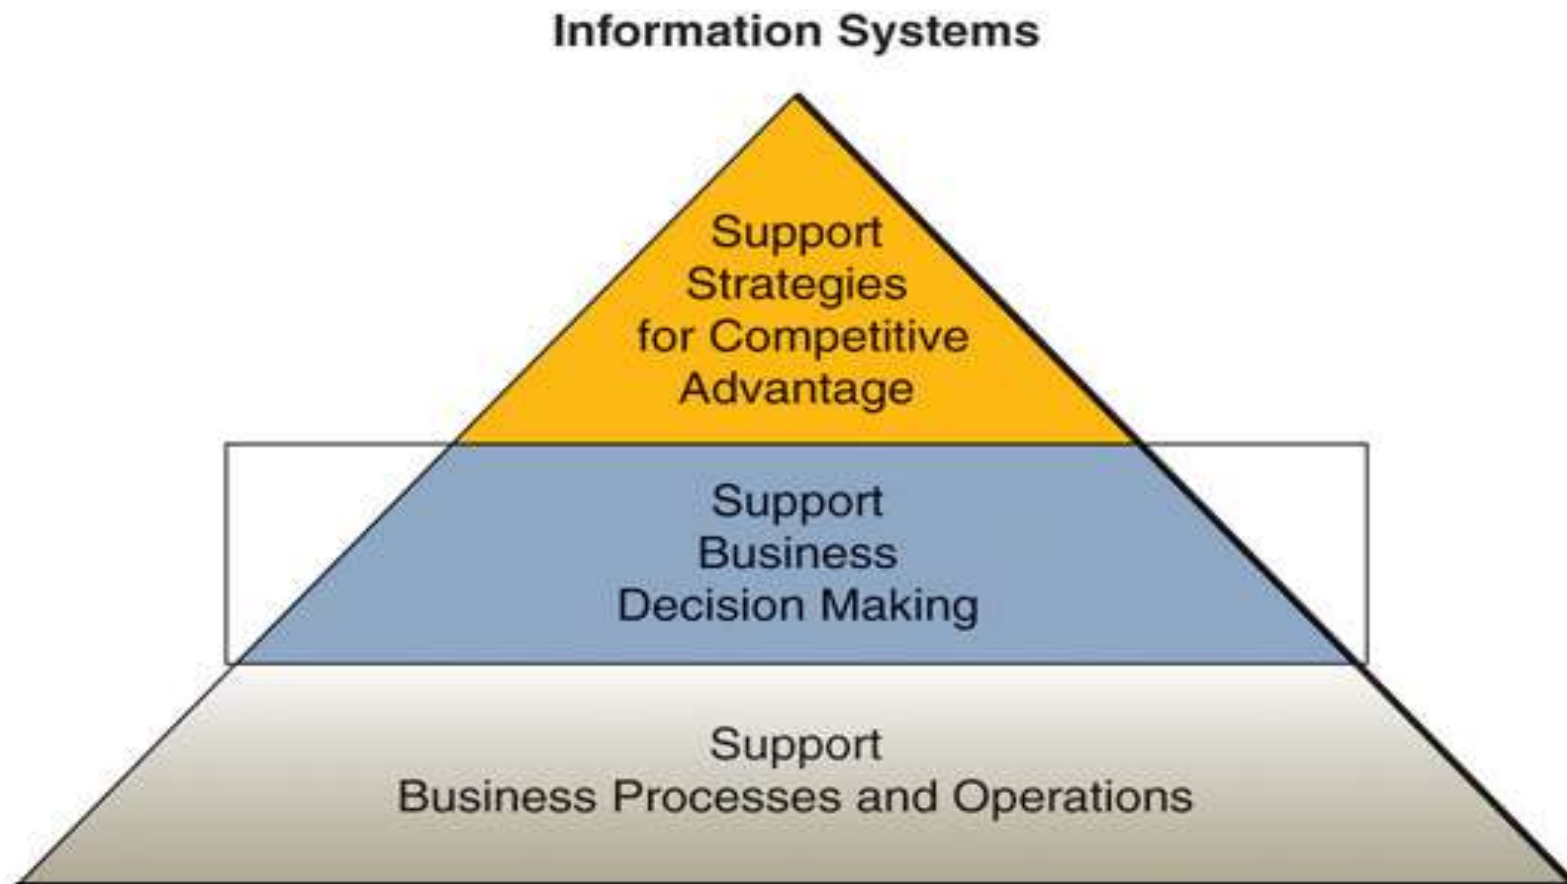 Information Systems
Support
Strategies
for Competitive
Advantage
Support
Business
Decision Making
Support
Business Processes and Operations